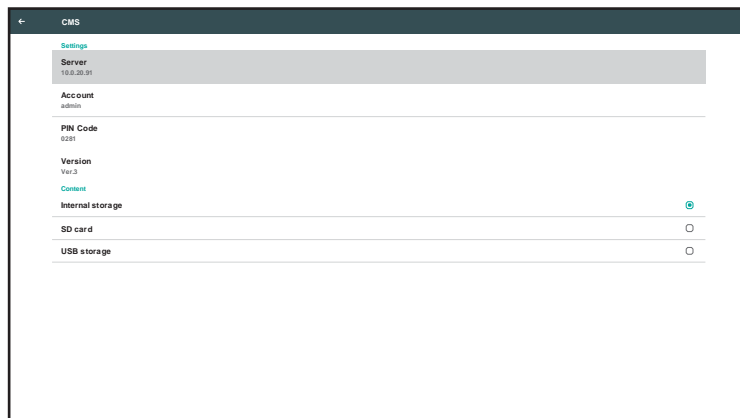 CMS
Settings
Server
10.0.20.91
Account
admin
PIN Code
0281
Version
Ver.3
Content
Internal storage
SD card
USB storage